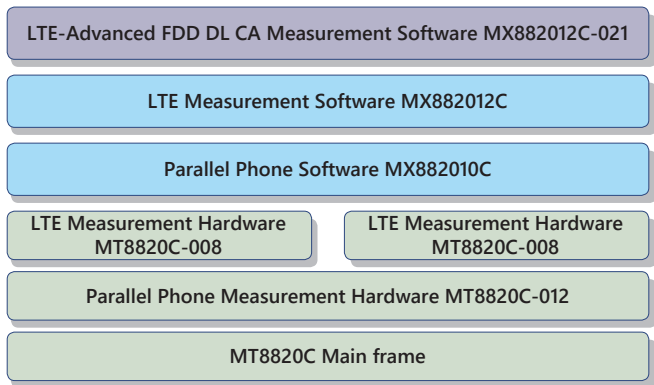 LTE-Advanced FDD DL CA Measurement Software MX882012C-021
LTE Measurement Software MX882012C
Parallel Phone Software MX882010C
LTE Measurement Hardware
MT8820C-008
LTE Measurement Hardware
MT8820C-008
Parallel Phone Measurement Hardware MT8820C-012
MT8820C Main frame